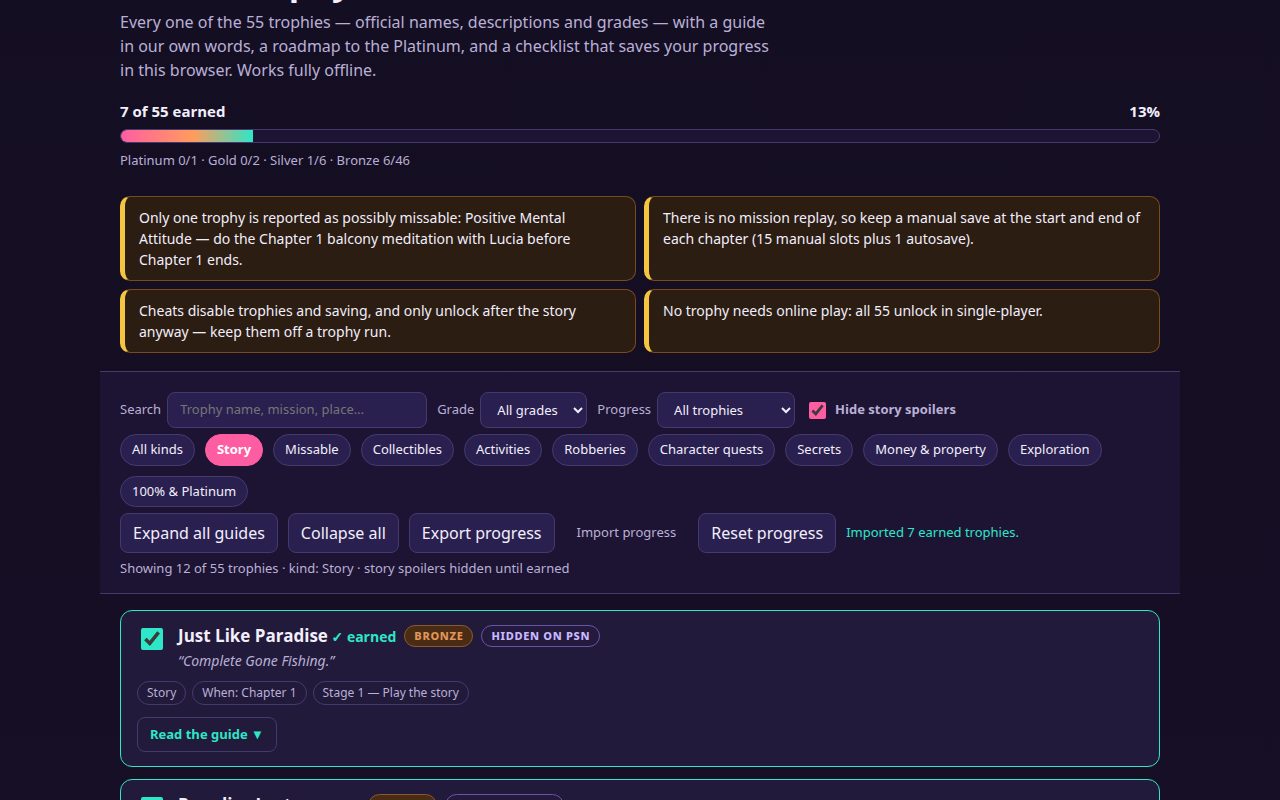 Every one of the 55 trophies — official names, descriptions and grades — with a guide
in our own words, a roadmap to the Platinum, and a checklist that saves your progress
in this browser. Works fully offline.
7 of 55 earned
13%
Platinum 0/1 · Gold 0/2 · Silver 1/6 · Bronze 6/46
Only one trophy is reported as possibly missable: Positive Mental
Attitude — do the Chapter 1 balcony meditation with Lucia before
Chapter 1 ends.
There is no mission replay, so keep a manual save at the start and end of
each chapter (15 manual slots plus 1 autosave).
Cheats disable trophies and saving, and only unlock after the story
anyway — keep them off a trophy run.
No trophy needs online play: all 55 unlock in single-player.
Search Trophy name, mission, place... Grade All grades Progress All trophies Hide story spoilers
All kinds Story Missable Collectibles Activities Robberies Character quests Secrets Money & property Exploration
100% & Platinum
Expand all guides Collapse all Export progress Import progress Reset progress Imported 7 earned trophies.
Showing 12 of 55 trophies · kind: Story · story spoilers hidden until earned
Just Like Paradise ✓ earned BRONZE HIDDEN ON PSN
“Complete Gone Fishing.”
Story When: Chapter 1 Stage 1 — Play the story
Read the guide ▼